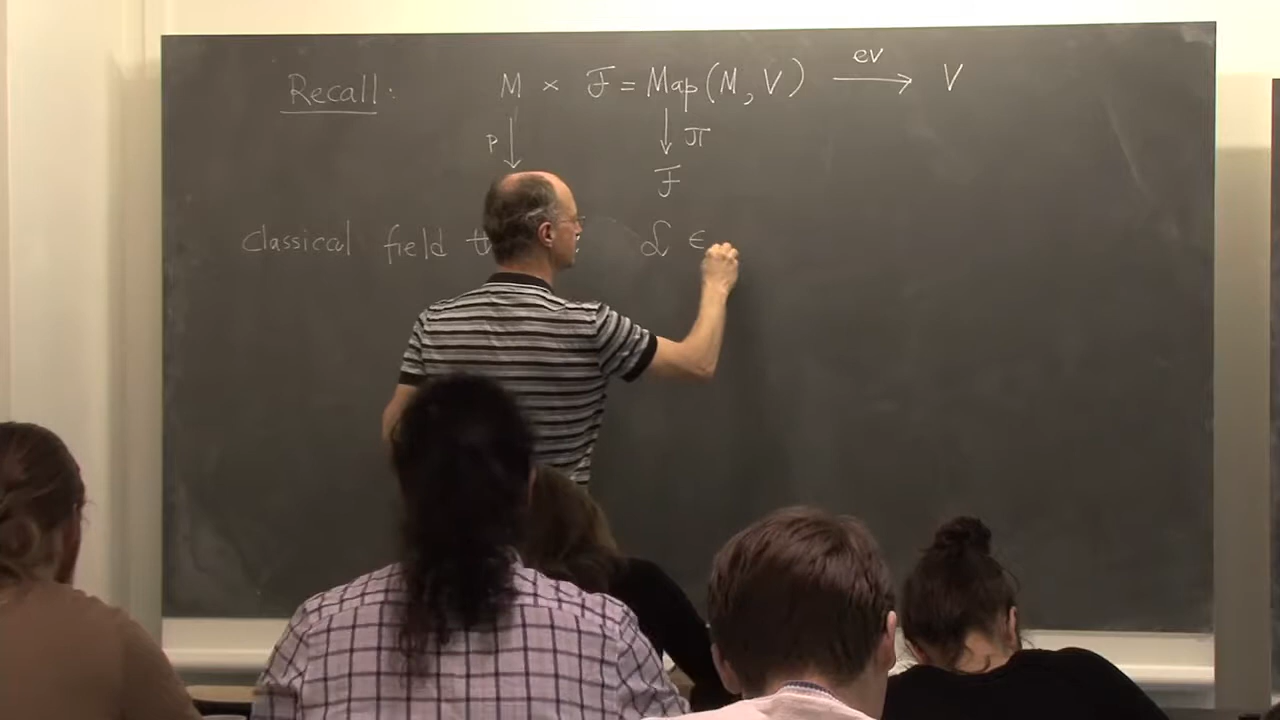 Recall: M × F = Map(M, V) ev→ V
p↓ ↓π
F
classical field t L ∈